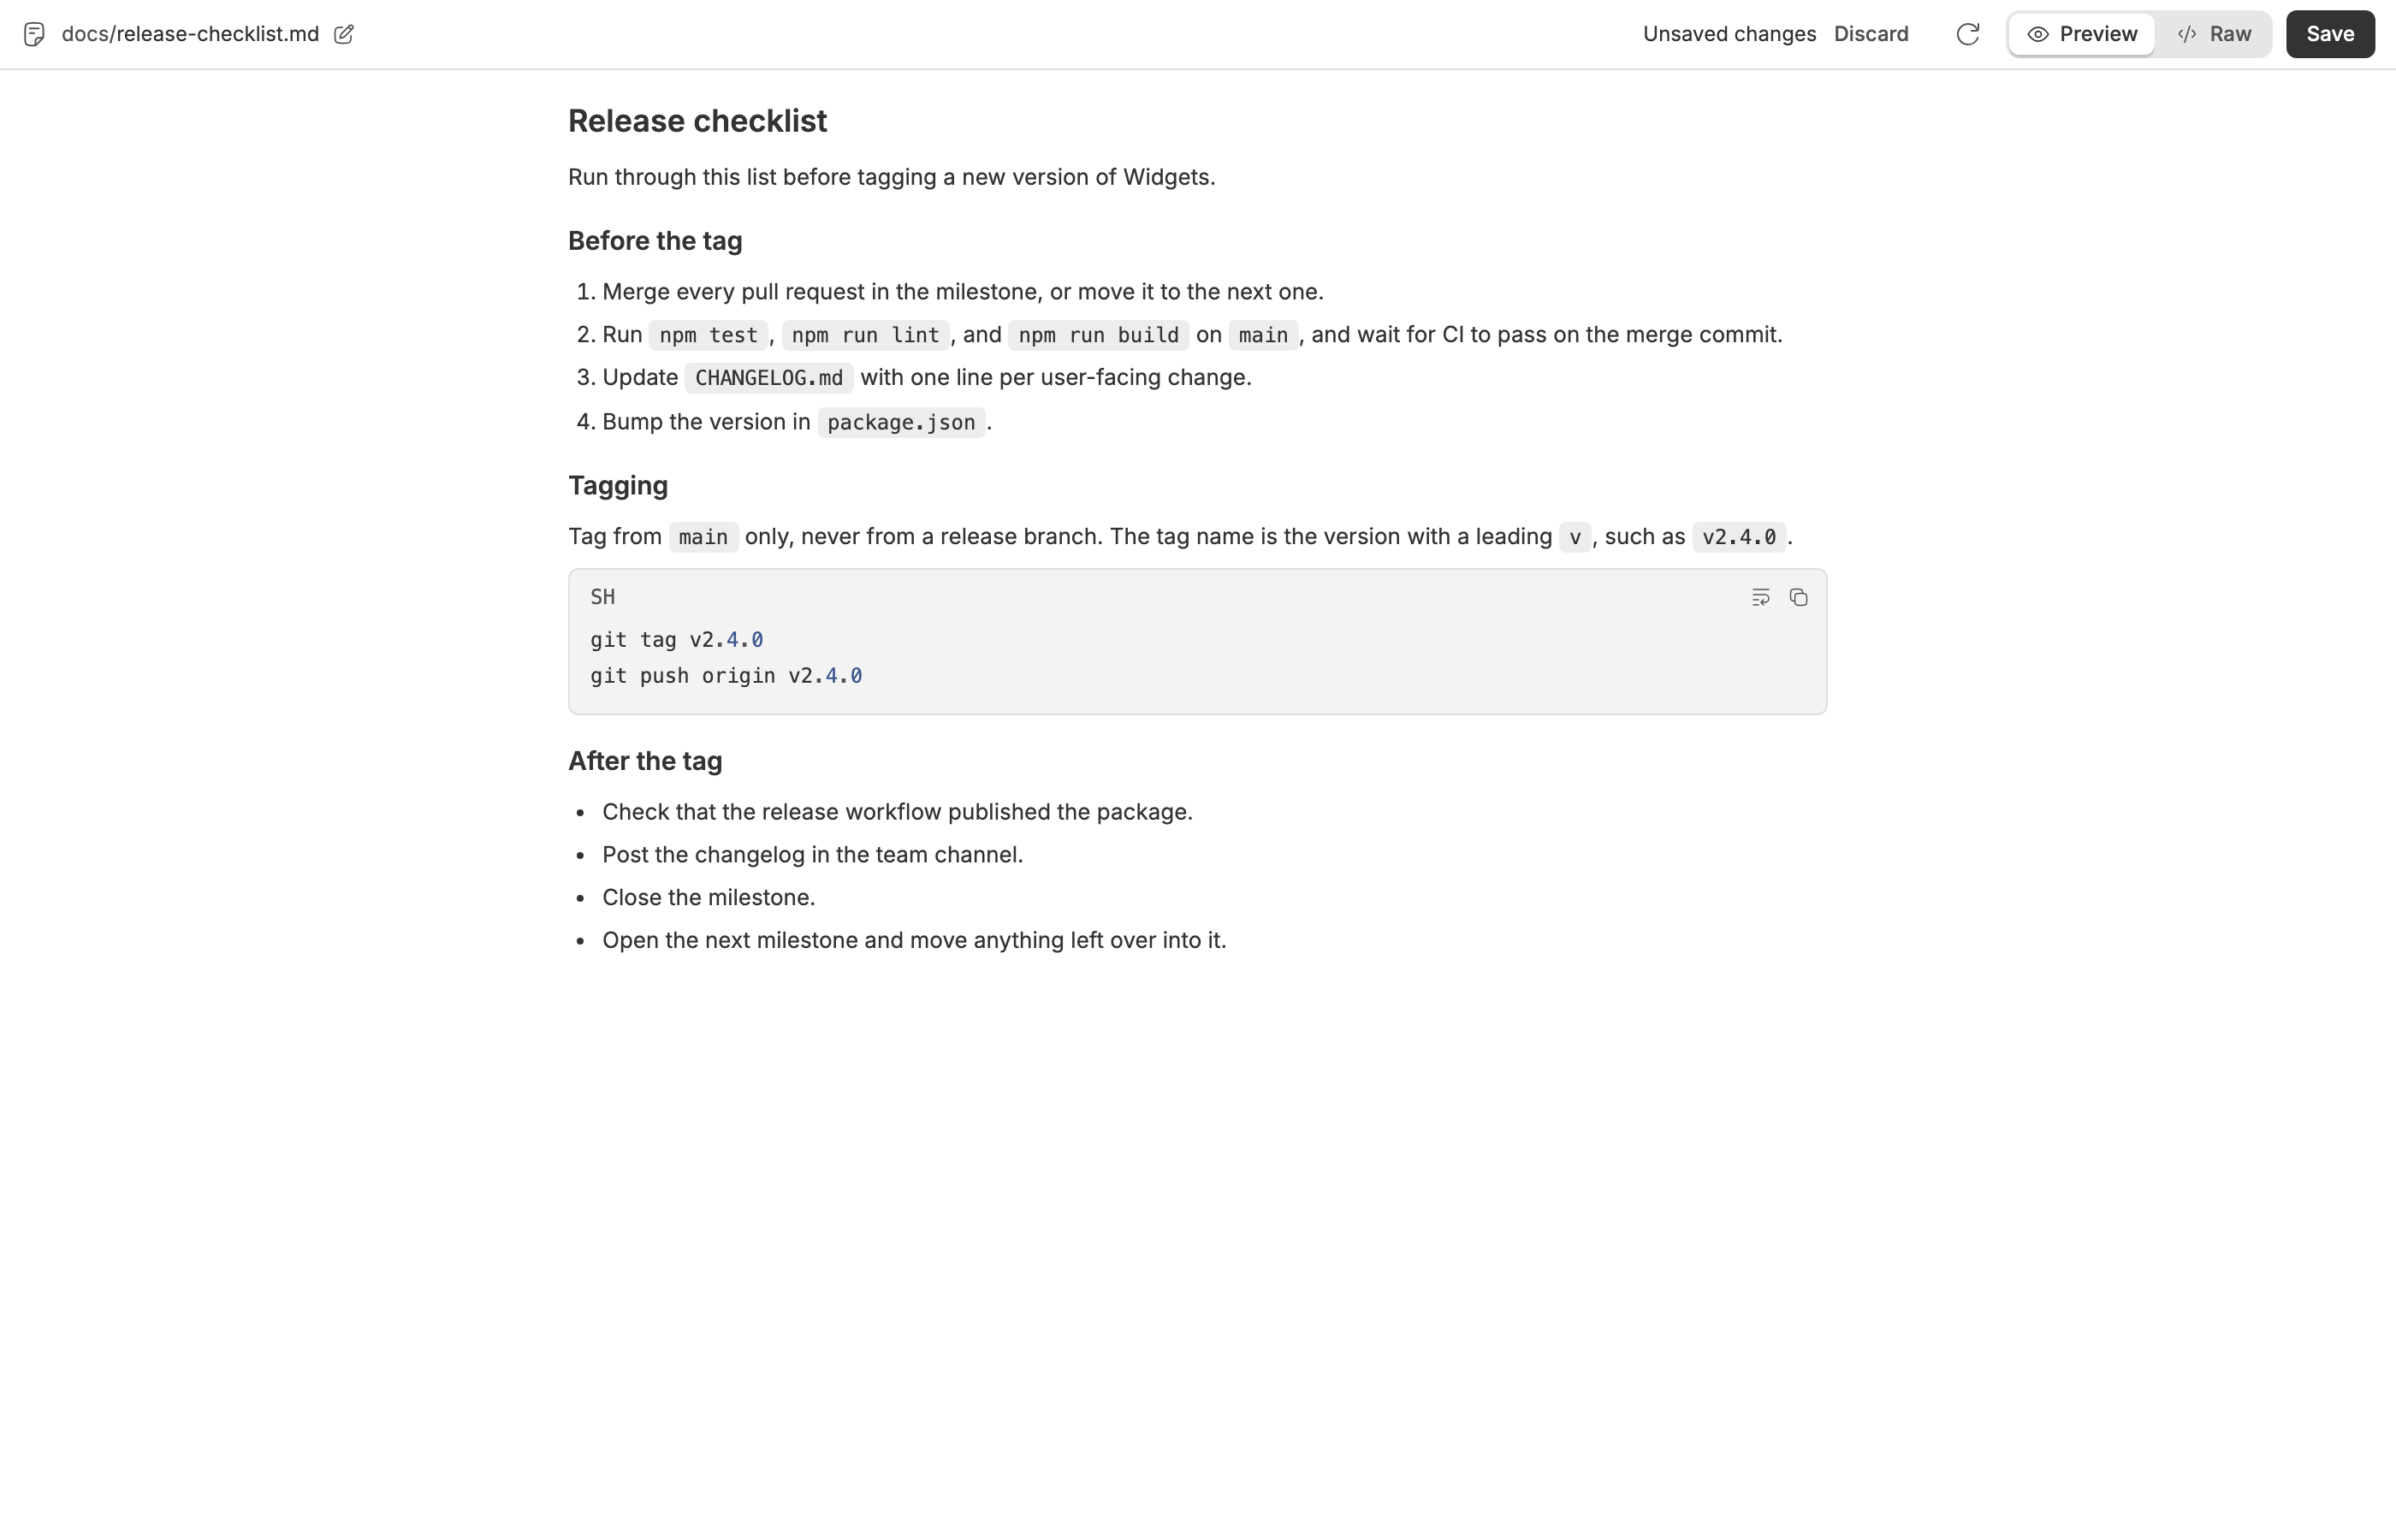 docs/release-checklist.md
Unsaved changes Discard Preview Raw Save
Release checklist
Run through this list before tagging a new version of Widgets.
Before the tag
1. Merge every pull request in the milestone, or move it to the next one.
2. Run npm test, npm run lint, and npm run build on main, and wait for CI to pass on the merge commit.
3. Update CHANGELOG.md with one line per user-facing change.
4. Bump the version in package.json.
Tagging
Tag from main only, never from a release branch. The tag name is the version with a leading v, such as v2.4.0.
SH
git tag v2.4.0
git push origin v2.4.0
After the tag
• Check that the release workflow published the package.
• Post the changelog in the team channel.
• Close the milestone.
• Open the next milestone and move anything left over into it.